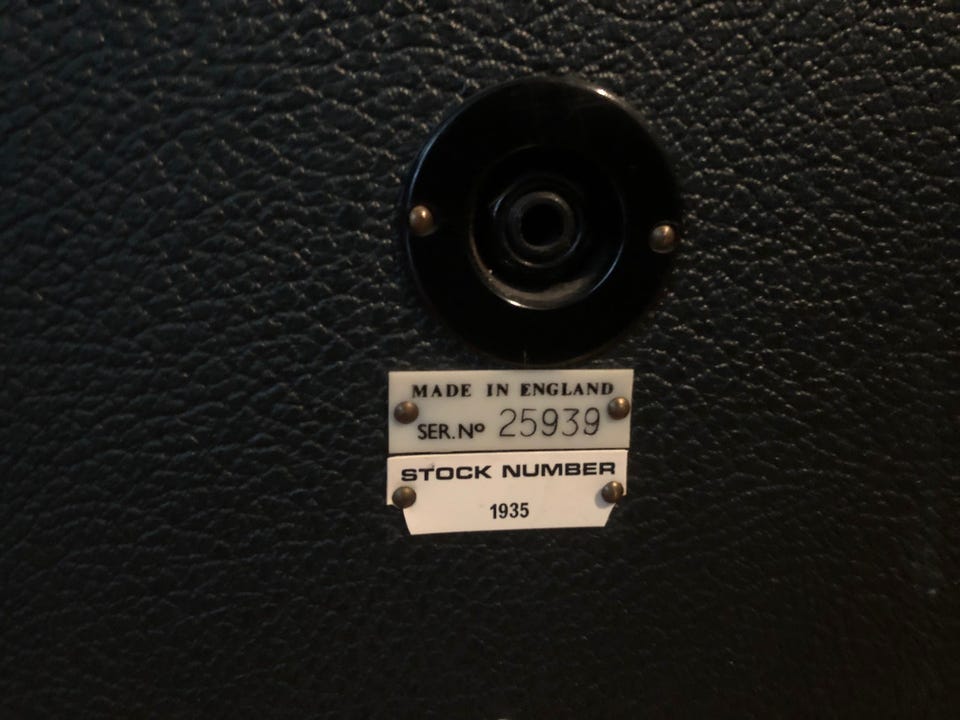 MADE IN ENGLAND
SER.Nº 25939
STOCK NUMBER
1935